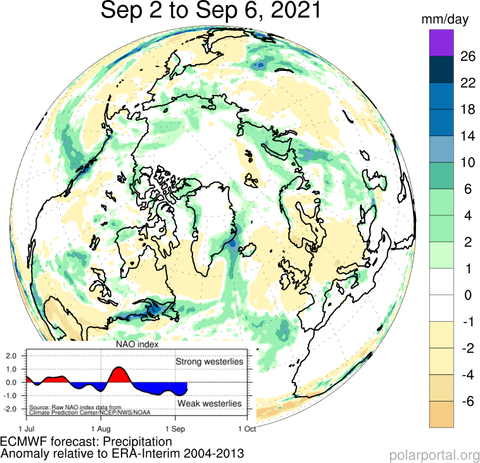 Sep 2 to Sep 6, 2021
mm/day
26
22
18
14
10
6
4
2
1
0
-1
-2
-4
-6
NAO index
2.0
1.0
0.0
-1.0
-2.0
Strong westerlies
Weak westerlies
Source: Raw NAO index data from
Climate Prediction Center/NCEP/NWS/NOAA
1 Jul
1 Aug
1 Sep
1 Oct
ECMWF forecast: Precipitation
Anomaly relative to ERA-Interim 2004-2013
polarportal.org